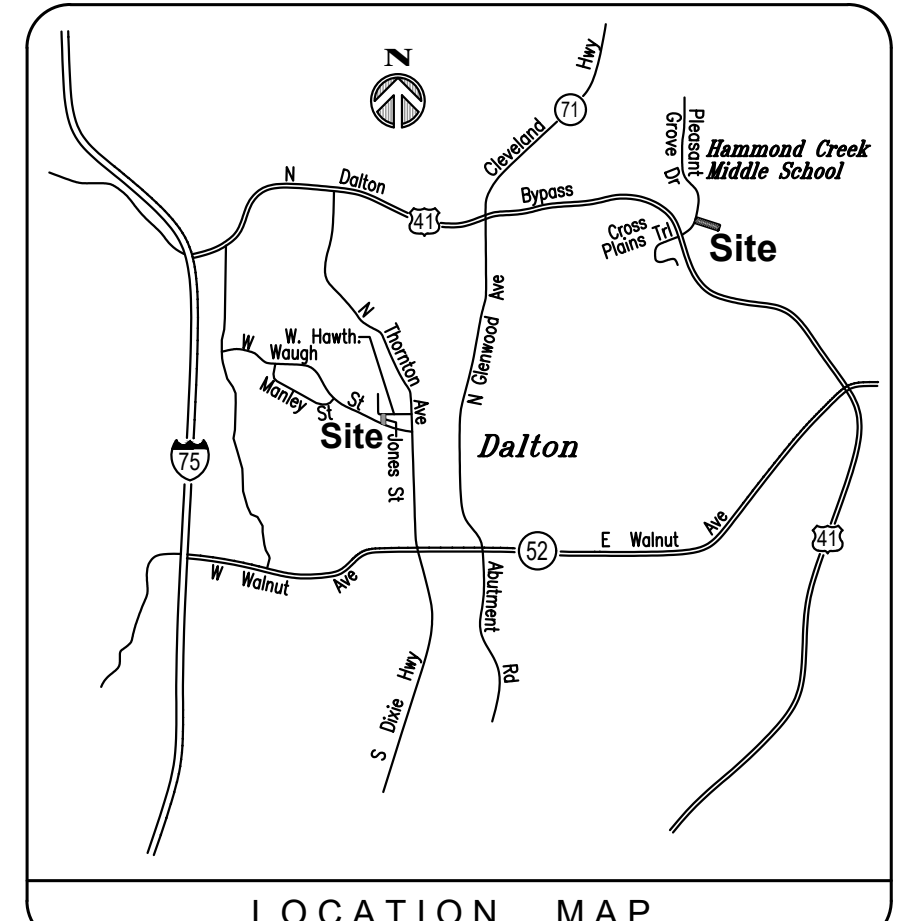 N
Hwy
71
Cleveland
Pleasant
Grove Dr
Hammond Creek
Middle School
N Dalton
41
Bypass
Cross
Plains Trl
Site
N Thornton Ave
N Glenwood Ave
W. Hawth.
W Waugh St
Manley St
Site
Jones St
Dalton
75
52
E Walnut Ave
41
W Walnut Ave
Abutment Rd
S Dixie Hwy
LOCATION MAP